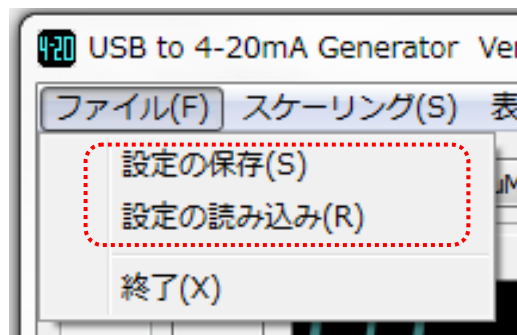 4-20 USB to 4-20mA Generator Ver
ファイル(F) スケーリング(S) 表
設定の保存(S)
設定の読み込み(R)
終了(X)